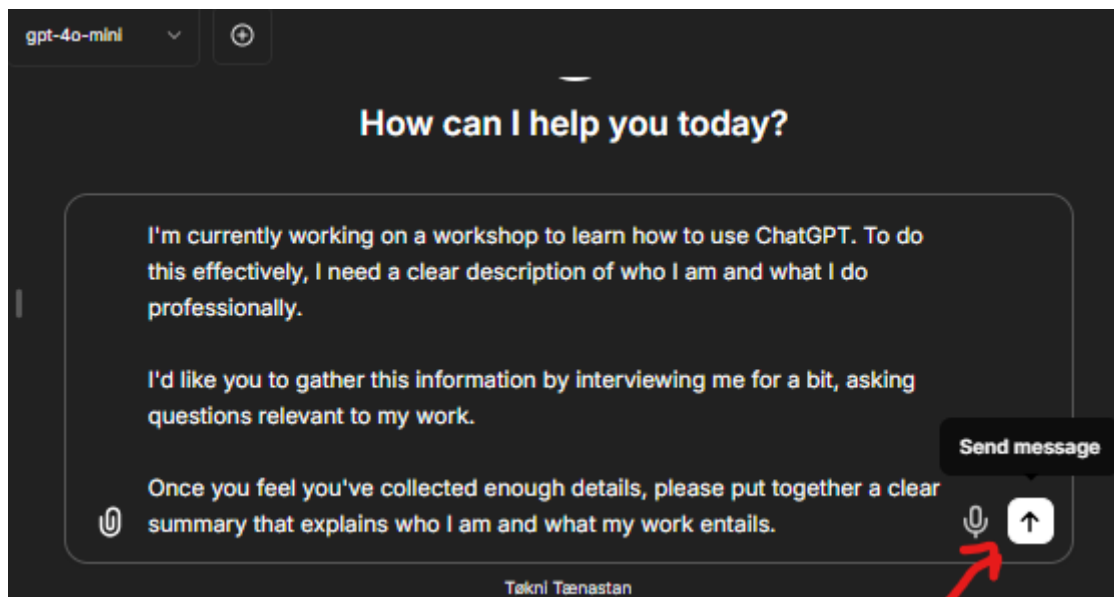 gpt-4o-mini
How can I help you today?
I'm currently working on a workshop to learn how to use ChatGPT. To do
this effectively, I need a clear description of who I am and what I do
professionally.
I'd like you to gather this information by interviewing me for a bit, asking
questions relevant to my work.
Send message
Once you feel you've collected enough details, please put together a clear
summary that explains who I am and what my work entails.
Tøkni Tænastan